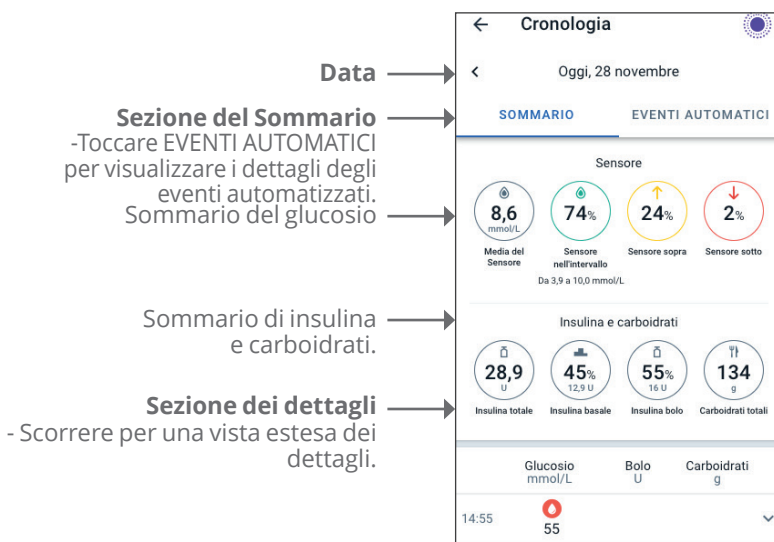 Data
Sezione del Sommario
-Toccare EVENTI AUTOMATICI
per visualizzare i dettagli degli
eventi automatizzati.
Sommario del glucosio
Sommario di insulina
e carboidrati.
Sezione dei dettagli
- Scorrere per una vista estesa dei
dettagli.
Cronologia
Oggi, 28 novembre
SOMMARIO EVENTI AUTOMATICI
Sensore
8,6 74% 24% 2%
mmol/L
Media del Sensore Sensore sopra Sensore sotto
Sensore nell'intervallo
Da 3,9 a 10,0 mmol/L
Insulina e carboidrati
28,9 45% 55% 134
U 12,9 U 16 U g
Insulina totale Insulina basale Insulina bolo Carboidrati totali
Glucosio Bolo Carboidrati
mmol/L U g
14:55
55